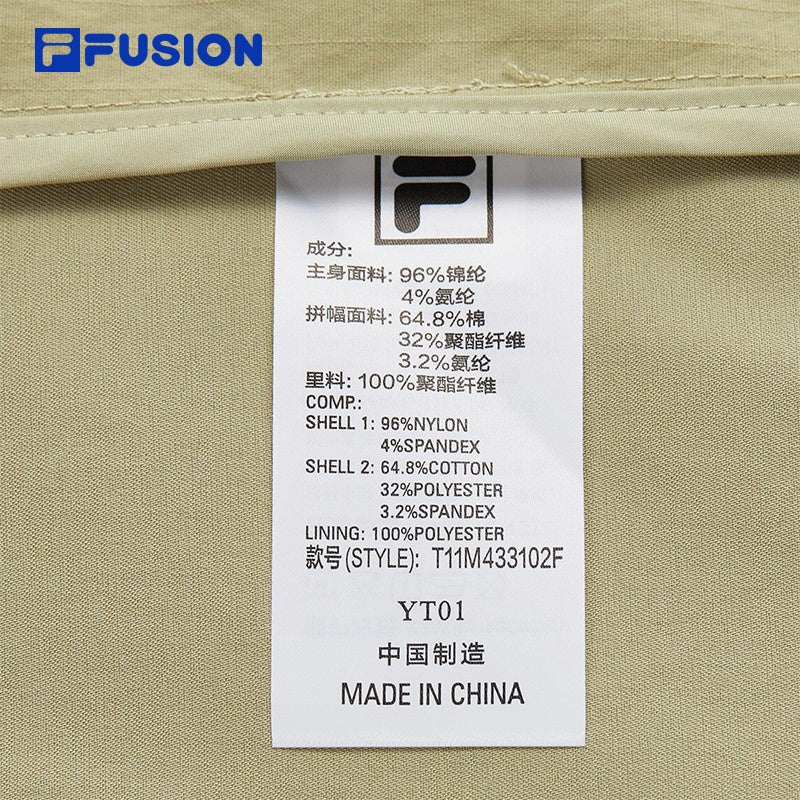 FUSION
成分:
主身面料: 96%锦纶
4%氨纶
拼幅面料: 64.8%棉
32%聚酯纤维
3.2%氨纶
里料: 100%聚酯纤维
COMP.:
SHELL 1: 96%NYLON
4%SPANDEX
SHELL 2: 64.8%COTTON
32%POLYESTER
3.2%SPANDEX
LINING: 100%POLYESTER
款号(STYLE): T11M433102F
YT01
中国制造
MADE IN CHINA